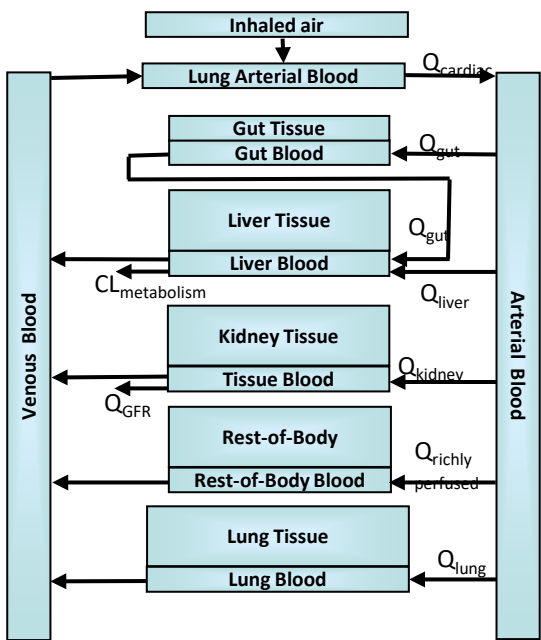 Inhaled air
Lung Arterial Blood
Qcardiac
Gut Tissue
Gut Blood
Qgut
Liver Tissue
Qgut
Liver Blood
CLmetabolism
Qliver
Kidney Tissue
Qkidney
Tissue Blood
QGFR
Rest-of-Body
Qrichly
perfused
Rest-of-Body Blood
Lung Tissue
Qlung
Lung Blood
Venous Blood
Arterial Blood